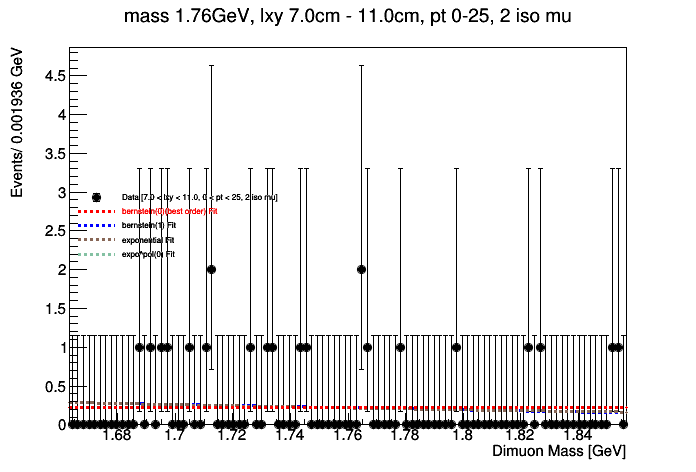 mass 1.76GeV, lxy 7.0cm - 11.0cm, pt 0-25, 2 iso mu
Events/ 0.001936 GeV
4.5
4
3.5
3
2.5
2
1.5
1
0.5
0
Data [7.0 < lxy < 11.0, 0 < pt < 25, 2 iso mu]
bernstein(0)(best order) Fit
bernstein(1) Fit
exponential Fit
expo*pol(0) Fit
1.68 1.7 1.72 1.74 1.76 1.78 1.8 1.82 1.84
Dimuon Mass [GeV]